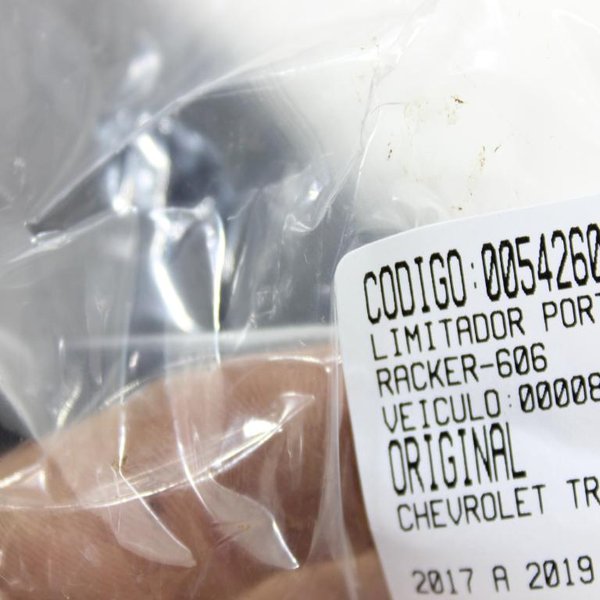 CODIGO:0054260
LIMITADOR PORT
RACKER-606
VEICULO:00008
ORIGINAL
CHEVROLET TR
2017 A 2019